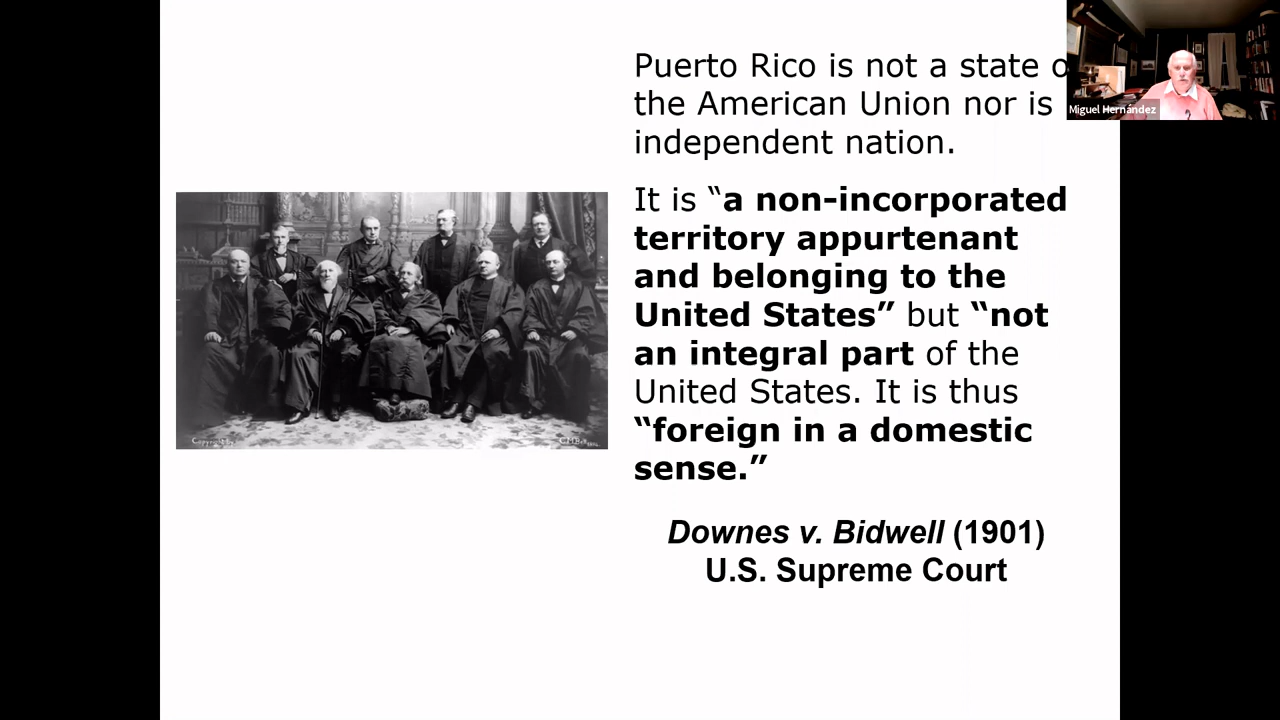 Puerto Rico is not a state
the American Union nor is
independent nation.
It is “a non-incorporated
territory appurtenant
and belonging to the
United States” but “not
an integral part of the
United States. It is thus
“foreign in a domestic
sense.”
Downes v. Bidwell (1901)
U.S. Supreme Court
Miguel Hernández
Copyright by